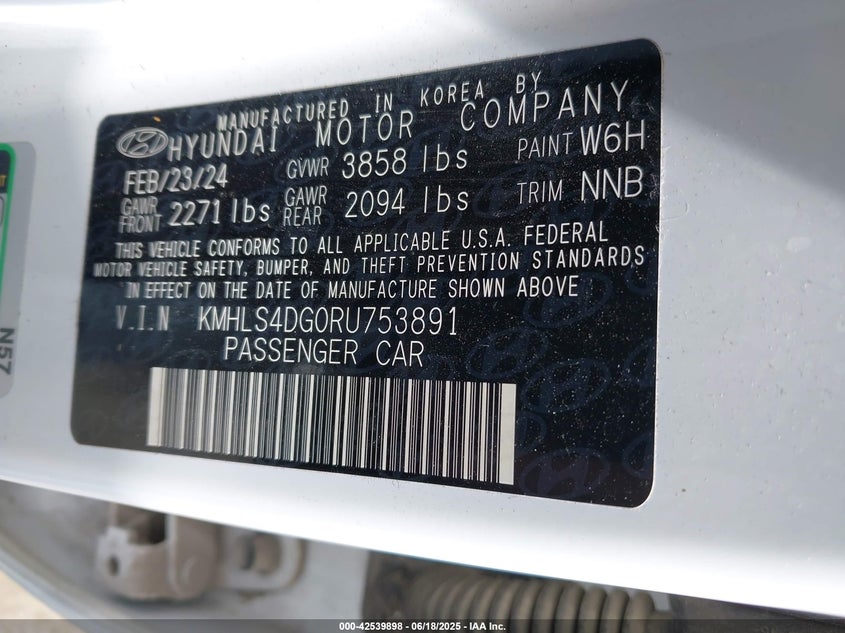 MANUFACTURED IN KOREA BY
HYUNDAI MOTOR COMPANY
FEB/23/24 GVWR 3858 lbs PAINT W6H
GAWR FRONT 2271 lbs GAWR REAR 2094 lbs TRIM NNB
THIS VEHICLE CONFORMS TO ALL APPLICABLE U.S.A. FEDERAL
MOTOR VEHICLE SAFETY, BUMPER, AND THEFT PREVENTION STANDARDS
IN EFFECT ON THE DATE OF MANUFACTURE SHOWN ABOVE
V.I.N KMHLS4DG0RU753891
PASSENGER CAR
N57
000-42539898 - 06/18/2025 - IAA Inc.